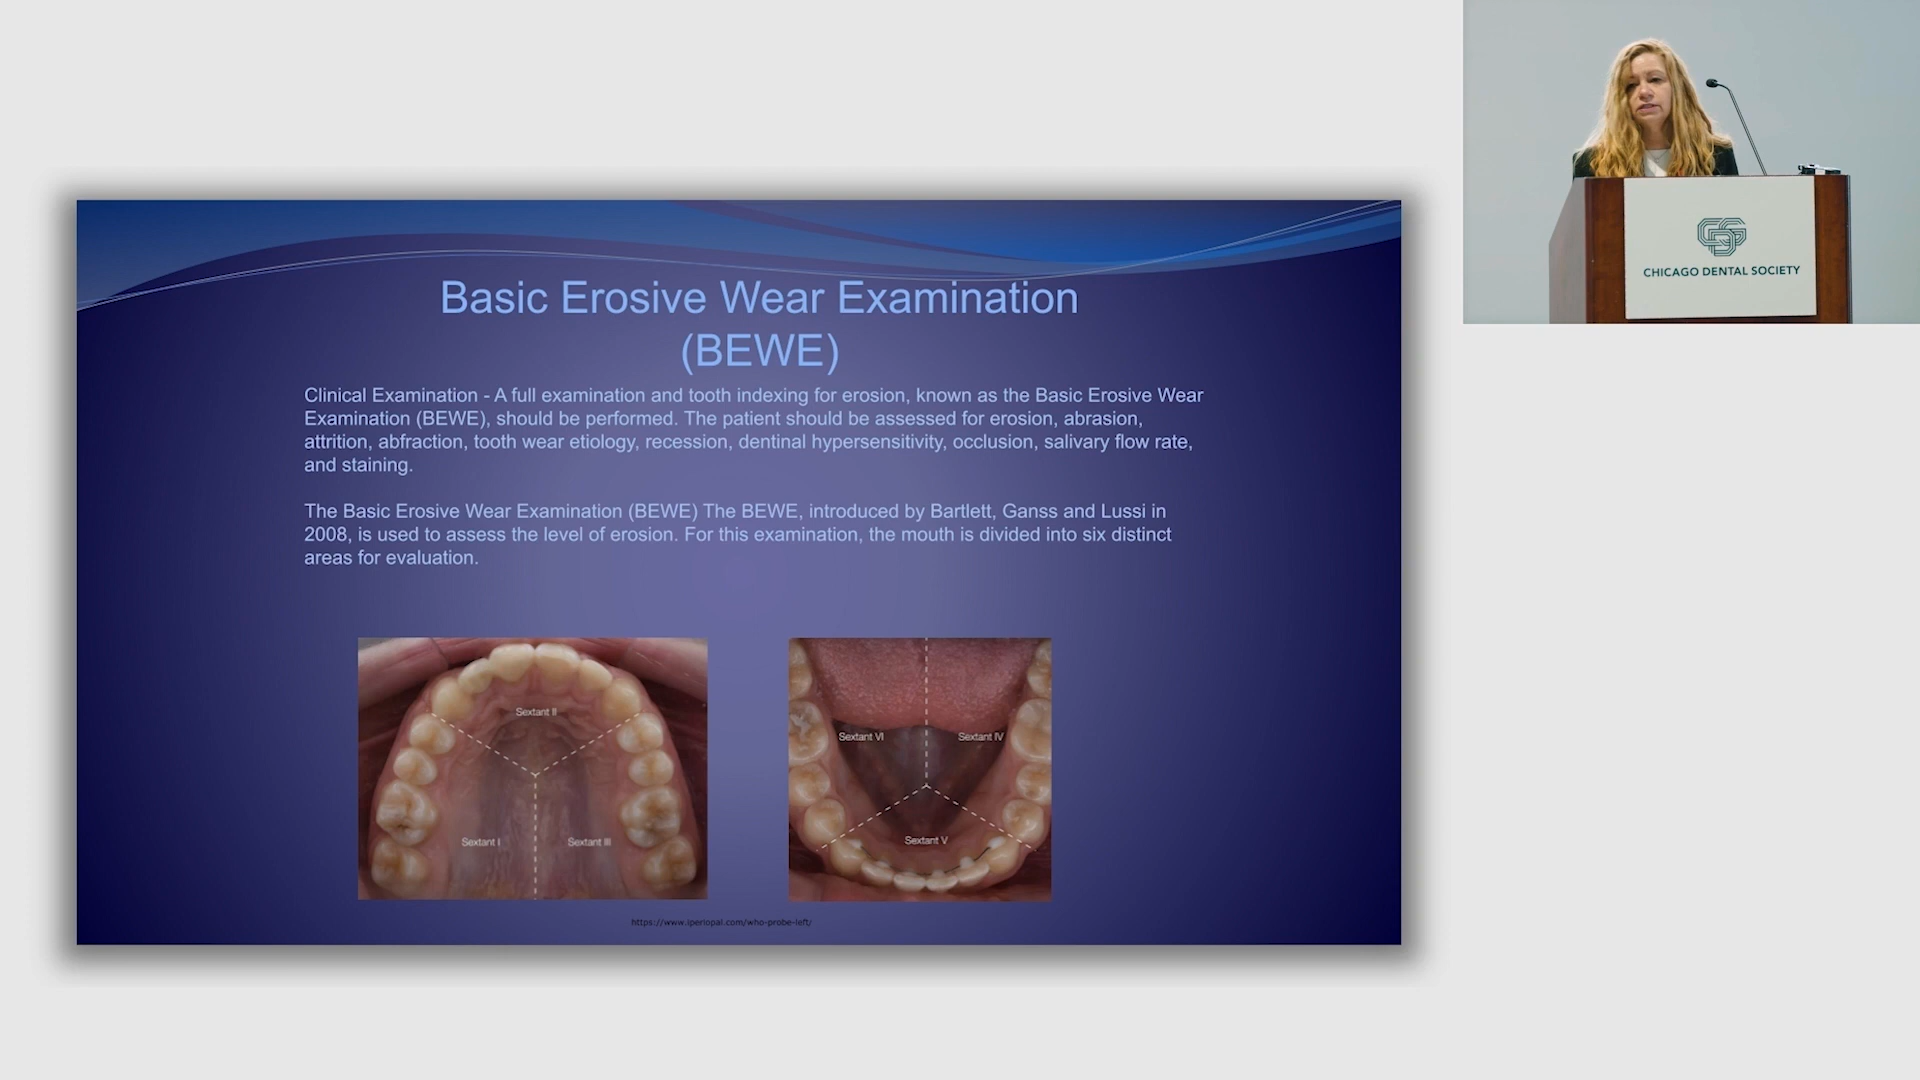 Basic Erosive Wear Examination
(BEWE)
Clinical Examination - A full examination and tooth indexing for erosion, known as the Basic Erosive Wear
Examination (BEWE), should be performed. The patient should be assessed for erosion, abrasion,
attrition, abfraction, tooth wear etiology, recession, dentinal hypersensitivity, occlusion, salivary flow rate,
and staining.
The Basic Erosive Wear Examination (BEWE) The BEWE, introduced by Bartlett, Ganss and Lussi in
2008, is used to assess the level of erosion. For this examination, the mouth is divided into six distinct
areas for evaluation.
Sextant II
Sextant I
Sextant III
Sextant VI
Sextant IV
Sextant V
https://www.iperiopal.com/who-probe-left/
CDS
CHICAGO DENTAL SOCIETY